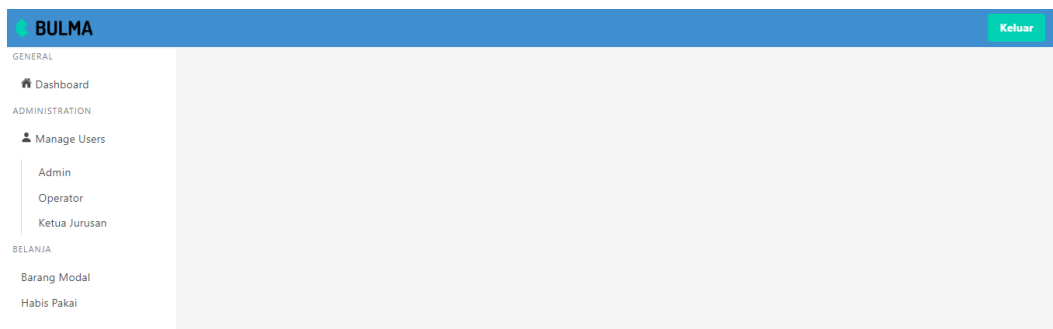 BULMA
Keluar
GENERAL
Dashboard
ADMINISTRATION
Manage Users
Admin
Operator
Ketua Jurusan
BELANJA
Barang Modal
Habis Pakai